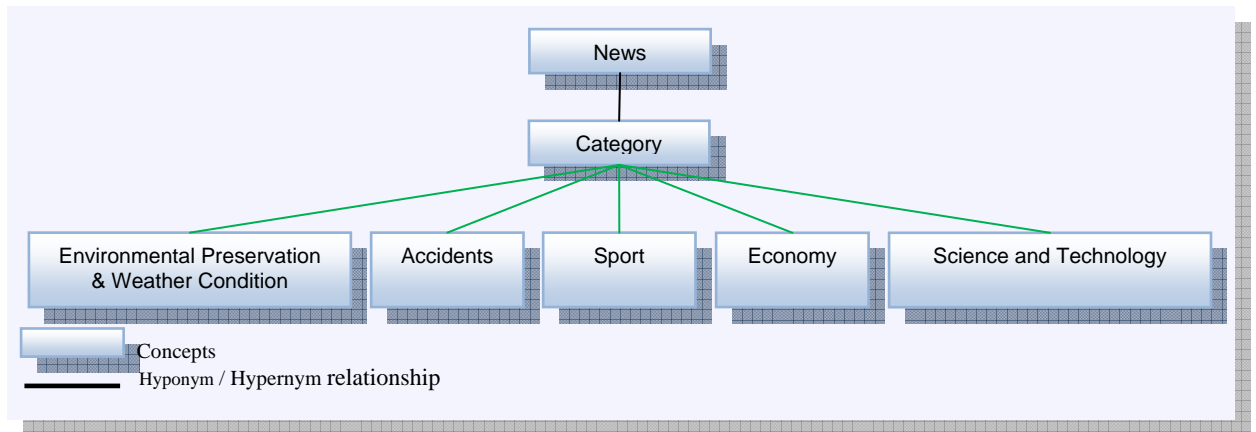 News
Category
Environmental Preservation
& Weather Condition
Accidents
Sport
Economy
Science and Technology
Concepts
Hyponym / Hypernym relationship